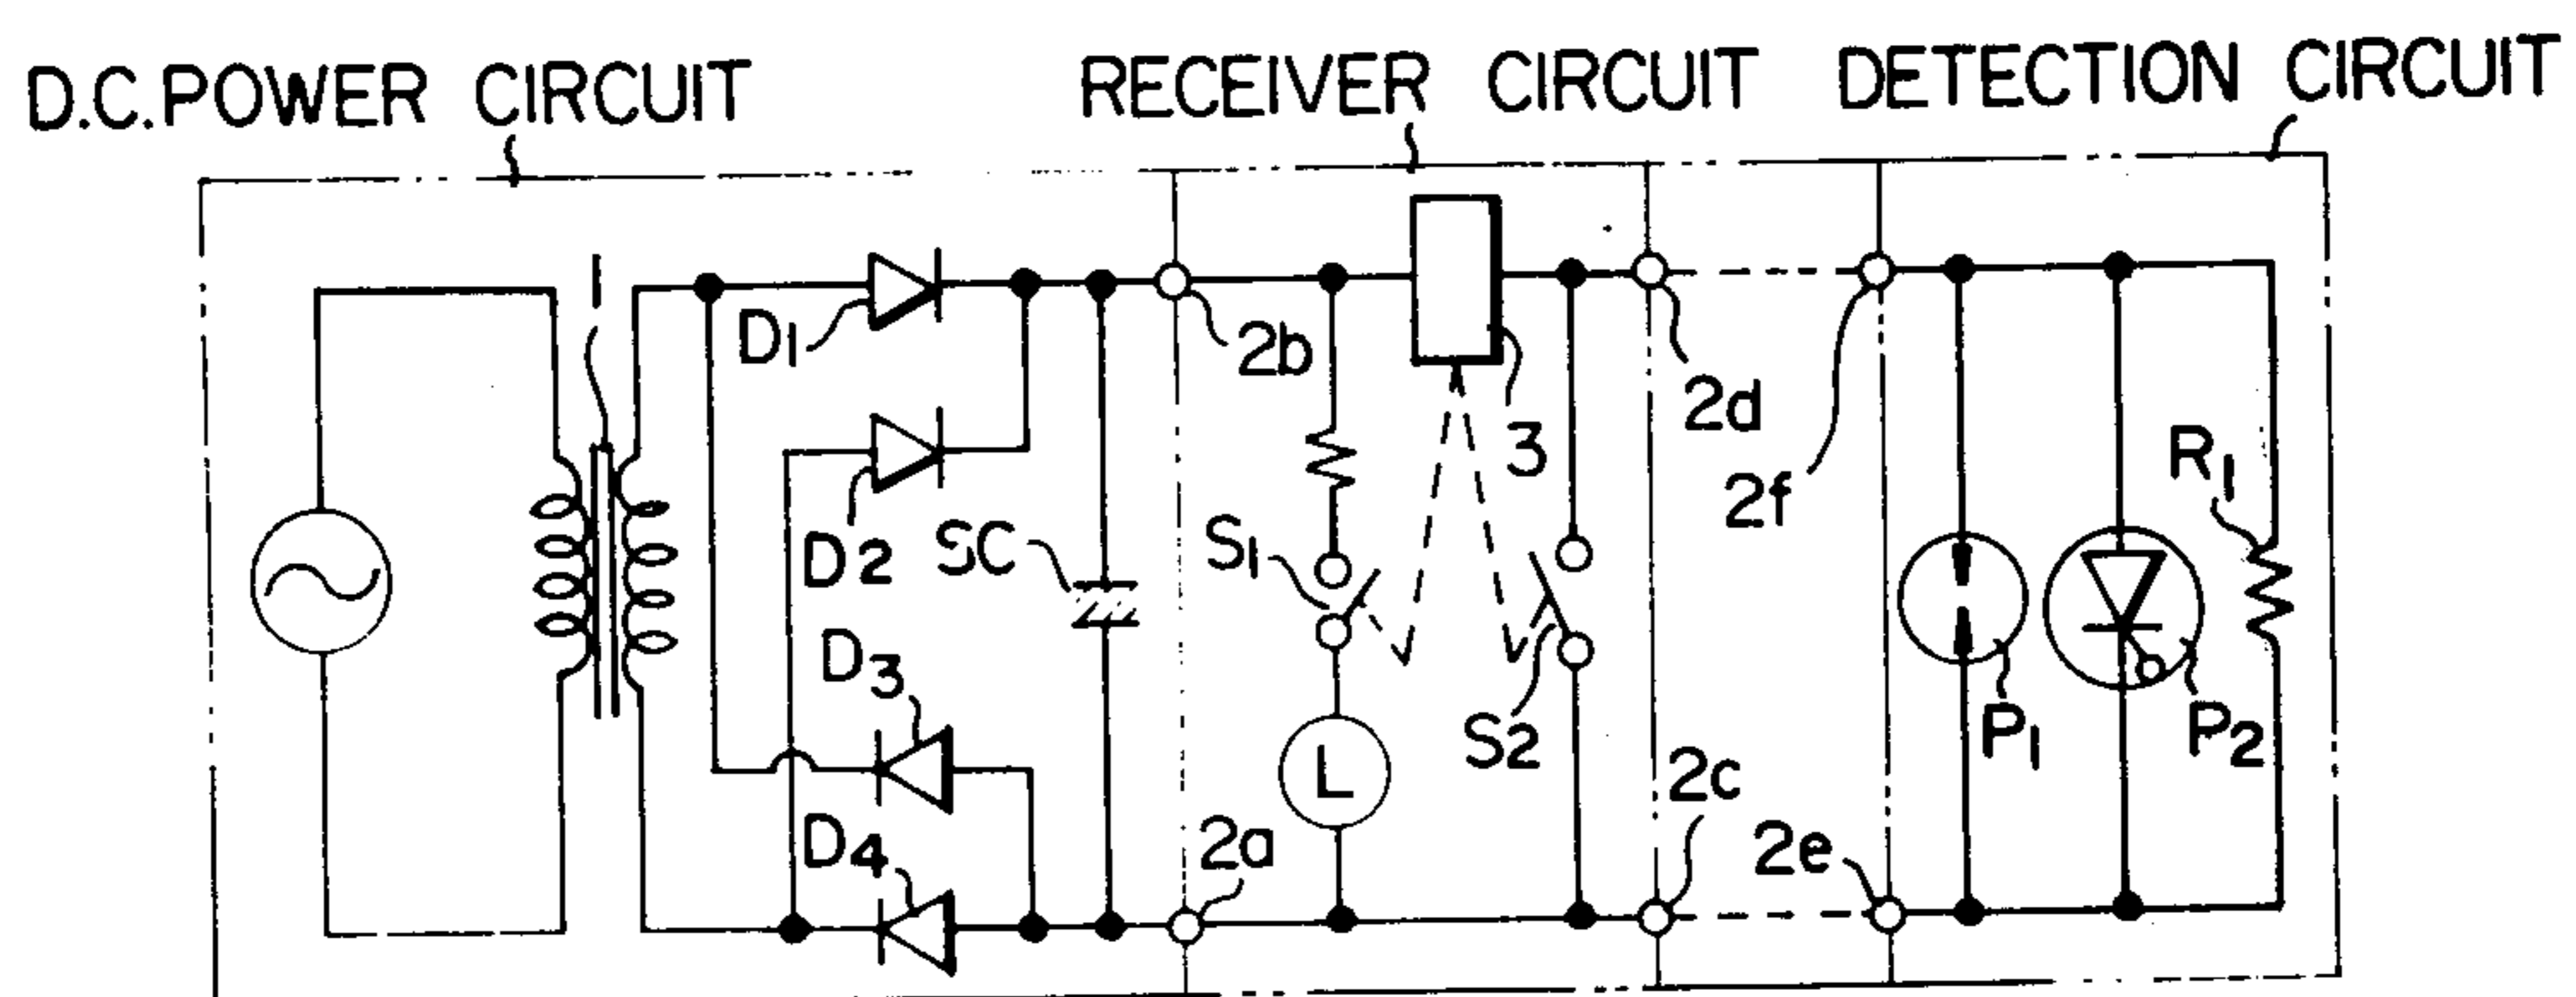 D.C. POWER CIRCUIT
RECEIVER CIRCUIT
DETECTION CIRCUIT
1
D1
2b
2d
3
2f
R1
D2
SC
S1
D3
S2
P1
P2
L
2c
D4
2a
2e